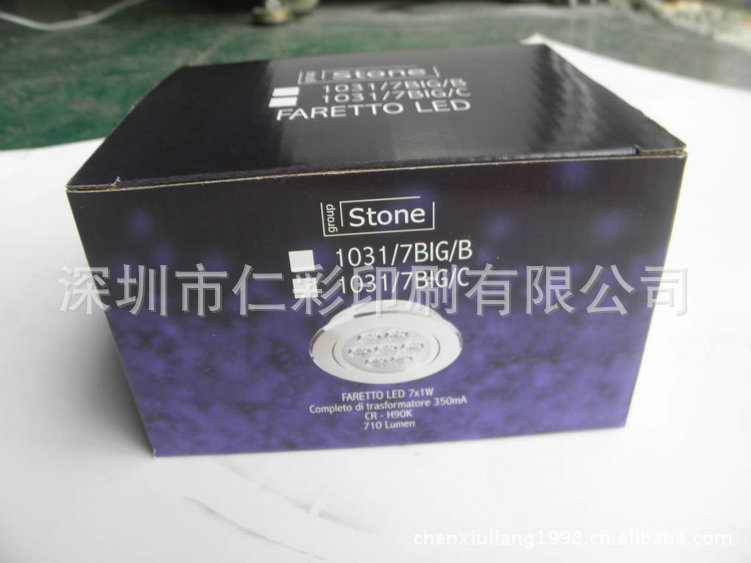 group
Stone
1031/7BIG/B
1031/7BIG/C
FARETTO LED
group
Stone
1031/7BIG/B
1031/7BIG/C
深圳市仁彩印刷有限公司
FARETTO LED 7x1W
Completo di trasformatore 350mA
CR - H90K
710 Lumen
chenxiuliang1998.cn.alibaba.com